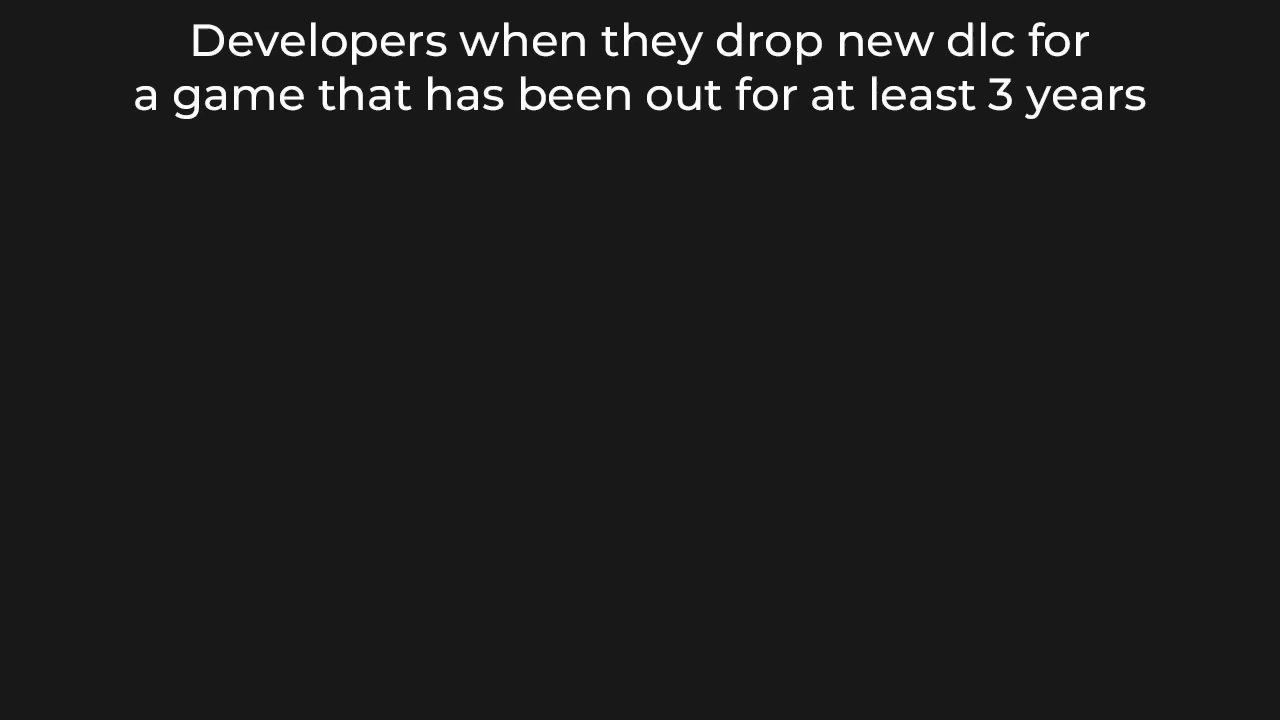 Developers when they drop new dlc for
a game that has been out for at least 3 years